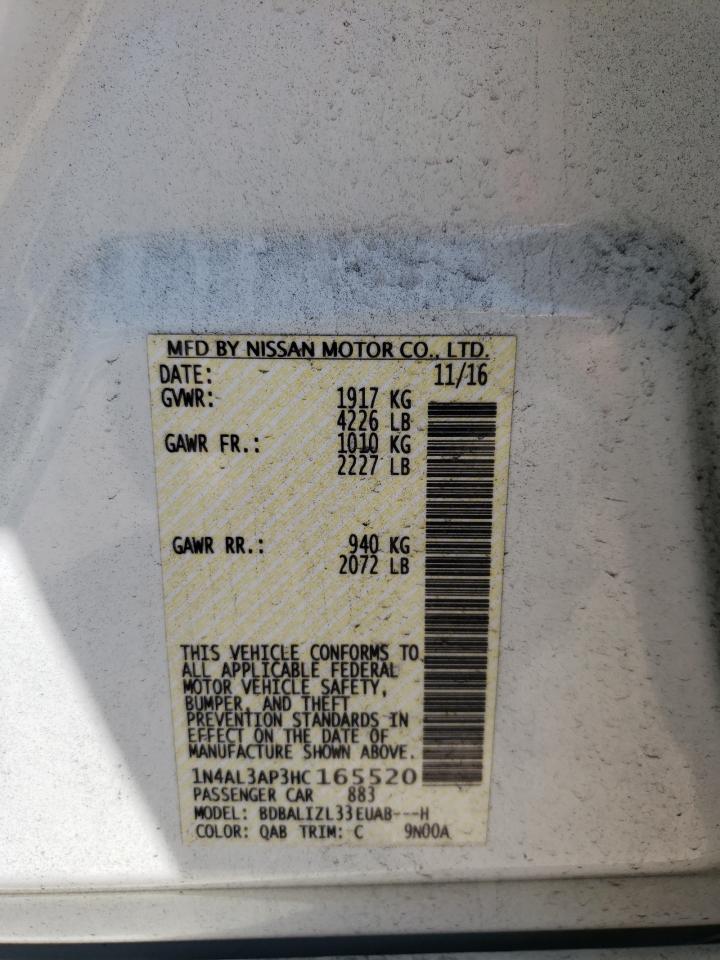 MFD BY NISSAN MOTOR CO., LTD.
DATE: 11/16
GVWR: 1917 KG
4226 LB
GAWR FR.: 1010 KG
2227 LB
GAWR RR.: 940 KG
2072 LB
THIS VEHICLE CONFORMS TO
ALL APPLICABLE FEDERAL
MOTOR VEHICLE SAFETY,
BUMPER, AND THEFT
PREVENTION STANDARDS IN
EFFECT ON THE DATE OF
MANUFACTURE SHOWN ABOVE.
1N4AL3AP3HC165520
PASSENGER CAR 883
MODEL: BDBALIZL33EUAB---H
COLOR: QAB TRIM: C 9N00A